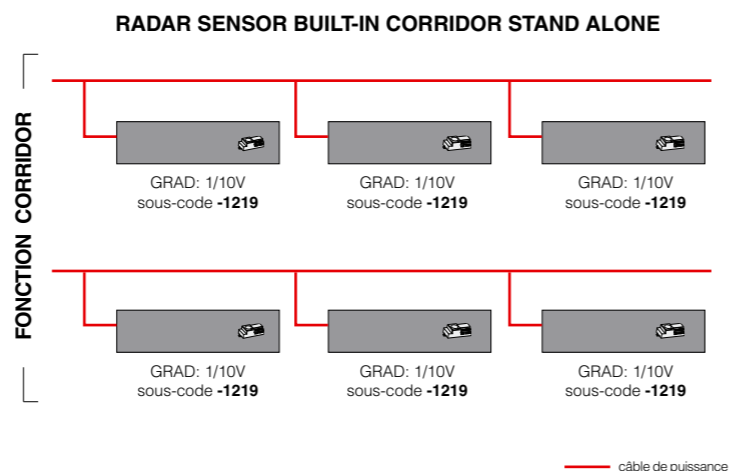 RADAR SENSOR BUILT-IN CORRIDOR STAND ALONE
FONCTION CORRIDOR
GRAD: 1/10V
sous-code -1219
GRAD: 1/10V
sous-code -1219
GRAD: 1/10V
sous-code -1219
GRAD: 1/10V
sous-code -1219
GRAD: 1/10V
sous-code -1219
GRAD: 1/10V
sous-code -1219
câble de puissance